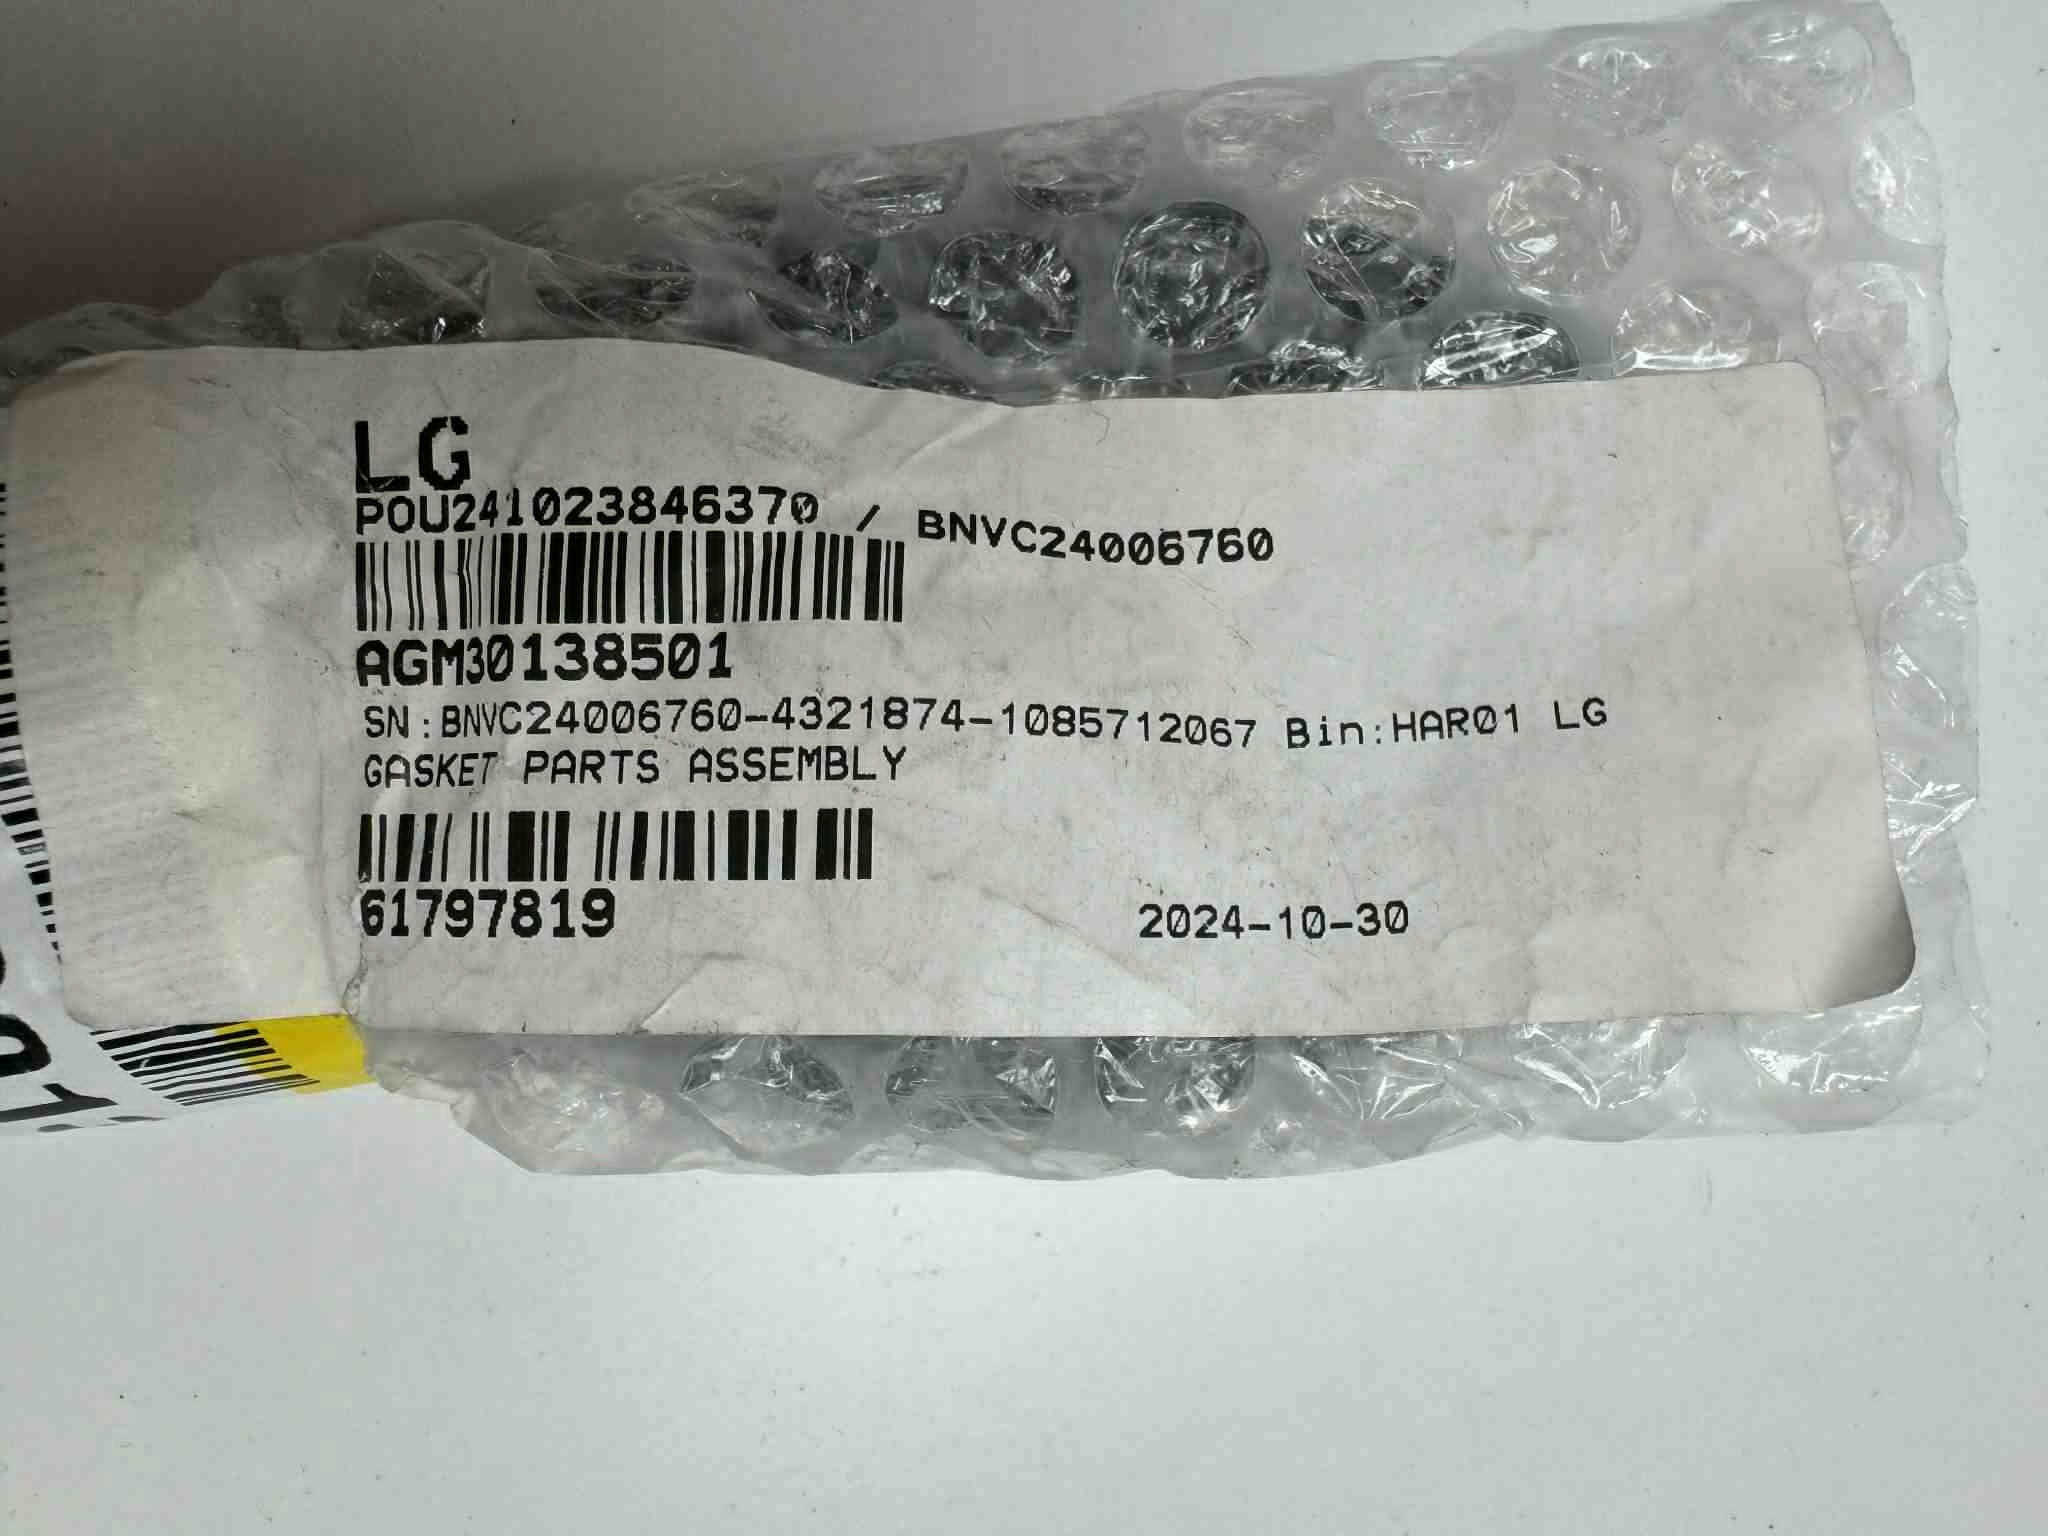 LG
POU241023846370 / BNVC24006760
AGM30138501
SN:BNVC24006760-4321874-1085712067 Bin:HAR01 LG
GASKET PARTS ASSEMBLY
61797819
2024-10-30